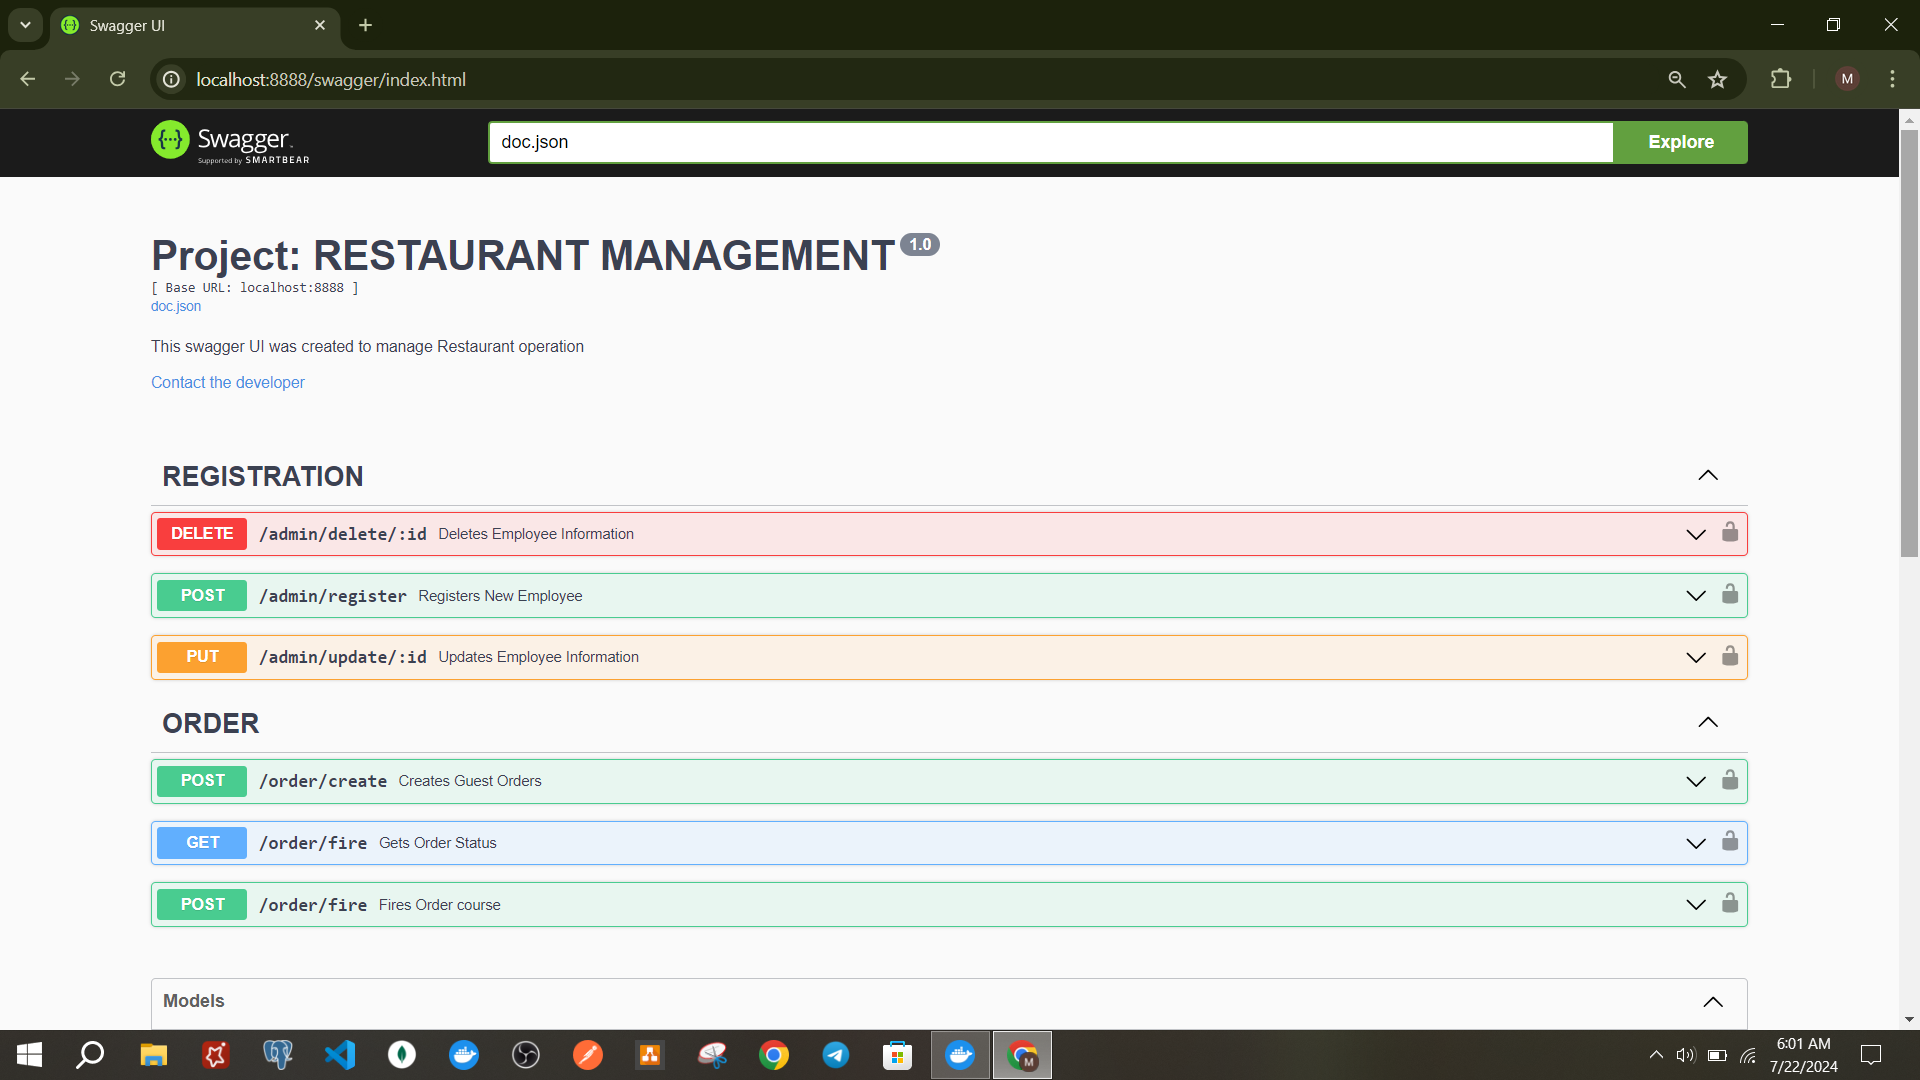 Swagger UI
localhost:8888/swagger/index.html
M
{···} Swagger
Supported by SMARTBEAR
doc.json
Explore
Project: RESTAURANT MANAGEMENT 1.0
[ Base URL: localhost:8888 ]
doc.json
This swagger UI was created to manage Restaurant operation
Contact the developer
REGISTRATION
DELETE /admin/delete/:id Deletes Employee Information
POST /admin/register Registers New Employee
PUT /admin/update/:id Updates Employee Information
ORDER
POST /order/create Creates Guest Orders
GET /order/fire Gets Order Status
POST /order/fire Fires Order course
Models
M
6:01 AM
7/22/2024